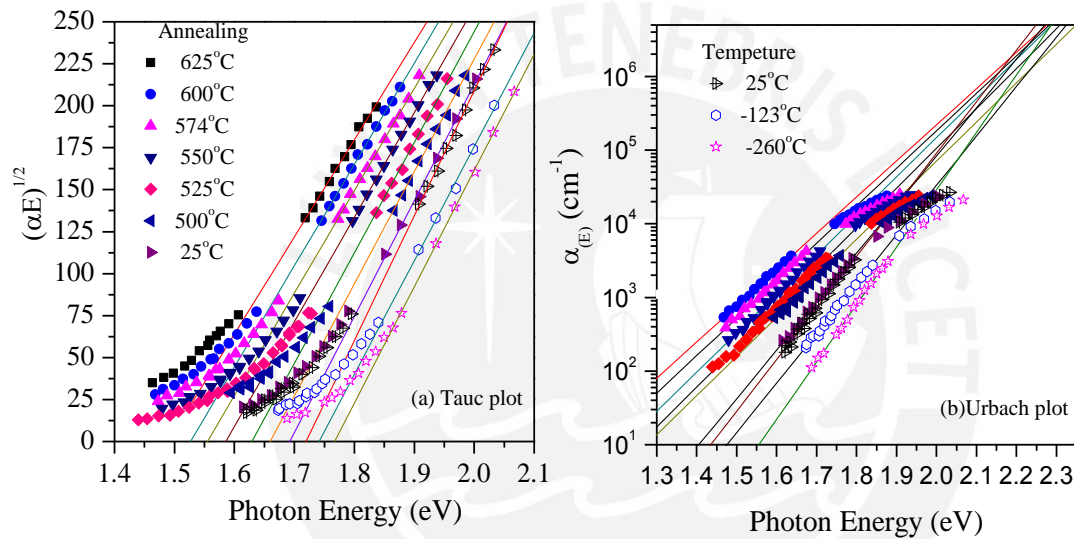 250
225
200
175
150
125
100
75
50
25
0
(αE)^1/2
Annealing
625°C
600°C
574°C
550°C
525°C
500°C
25°C
(a) Tauc plot
1.4 1.5 1.6 1.7 1.8 1.9 2.0 2.1
Photon Energy (eV)
10^6
10^5
10^4
10^3
10^2
10^1
α(E) (cm^-1)
Tempeture
25°C
-123°C
-260°C
(b)Urbach plot
1.3 1.4 1.5 1.6 1.7 1.8 1.9 2.0 2.1 2.2 2.3
Photon Energy (eV)
TENEBRIS
LUCET